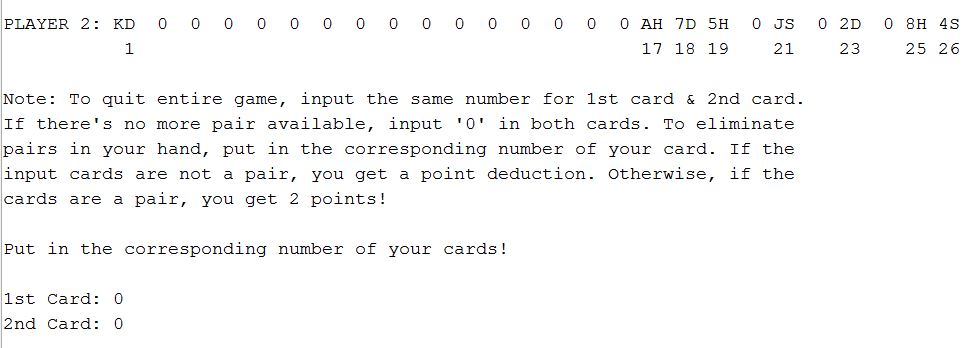 PLAYER 2: KD  0  0  0  0  0  0  0  0  0  0  0  0  0  0  0 AH 7D 5H  0 JS  0 2D  0 8H 4S
1 17 18 19 21 23 25 26
Note: To quit entire game, input the same number for 1st card & 2nd card.
If there's no more pair available, input '0' in both cards. To eliminate
pairs in your hand, put in the corresponding number of your card. If the
input cards are not a pair, you get a point deduction. Otherwise, if the
cards are a pair, you get 2 points!
Put in the corresponding number of your cards!
1st Card: 0
2nd Card: 0